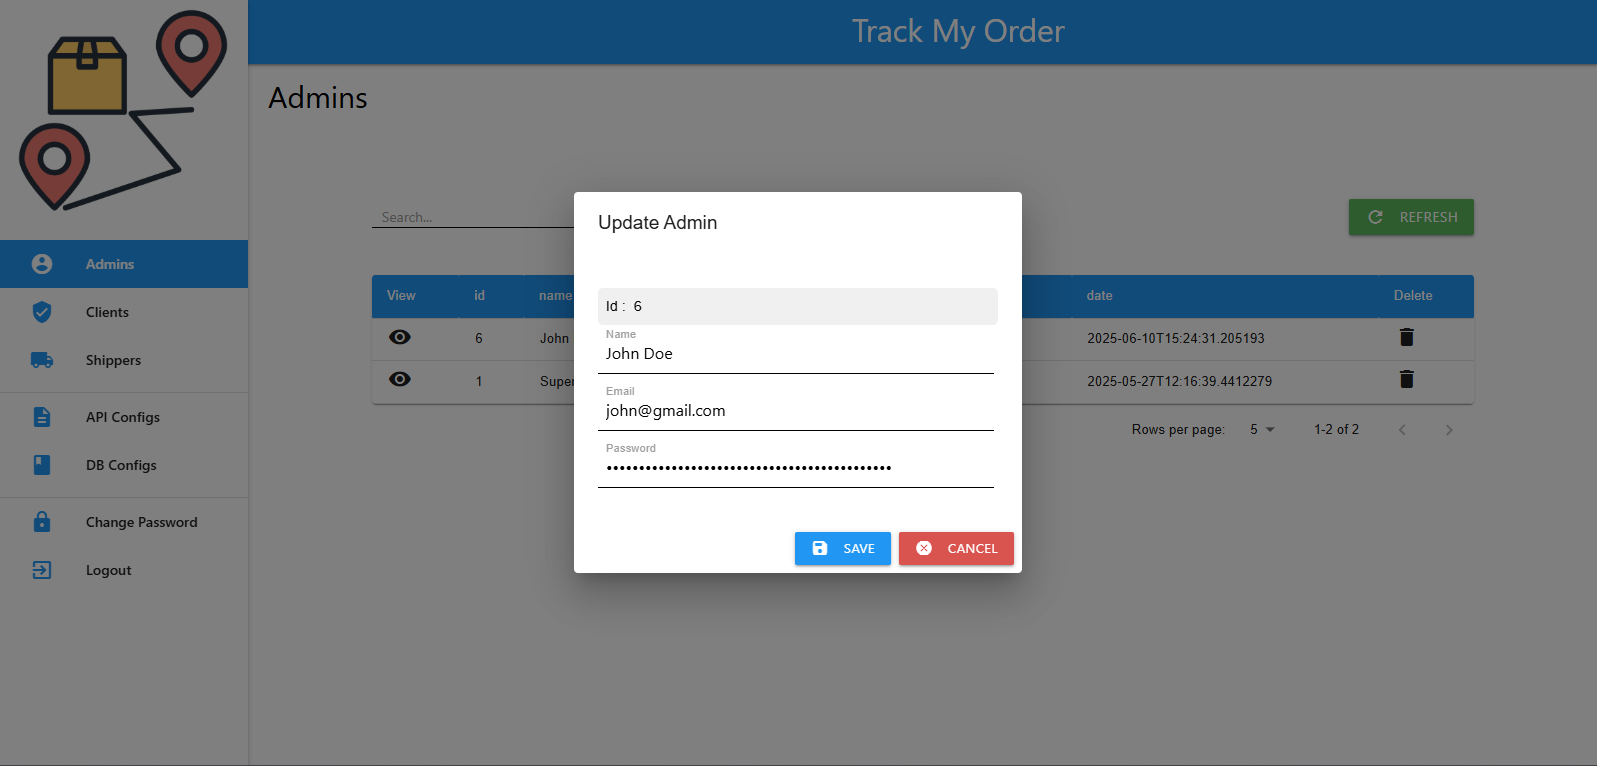 Track My Order
Admins
Search...
REFRESH
Admins
Clients
Shippers
API Configs
DB Configs
Change Password
Logout
View id name date Delete
6 John 2025-06-10T15:24:31.205193
1 Super 2025-05-27T12:16:39.4412279
Rows per page: 5 1-2 of 2
Update Admin
Id : 6
Name
John Doe
Email
john@gmail.com
Password
••••••••••••••••••••••••••••••••••••••••••••
SAVE CANCEL